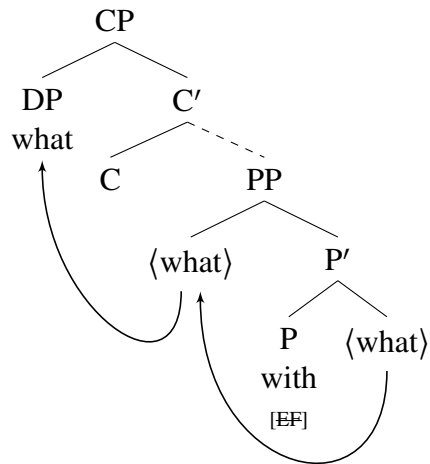 CP
DP C′
what
C PP
⟨what⟩ P′
P ⟨what⟩
with
[EF]